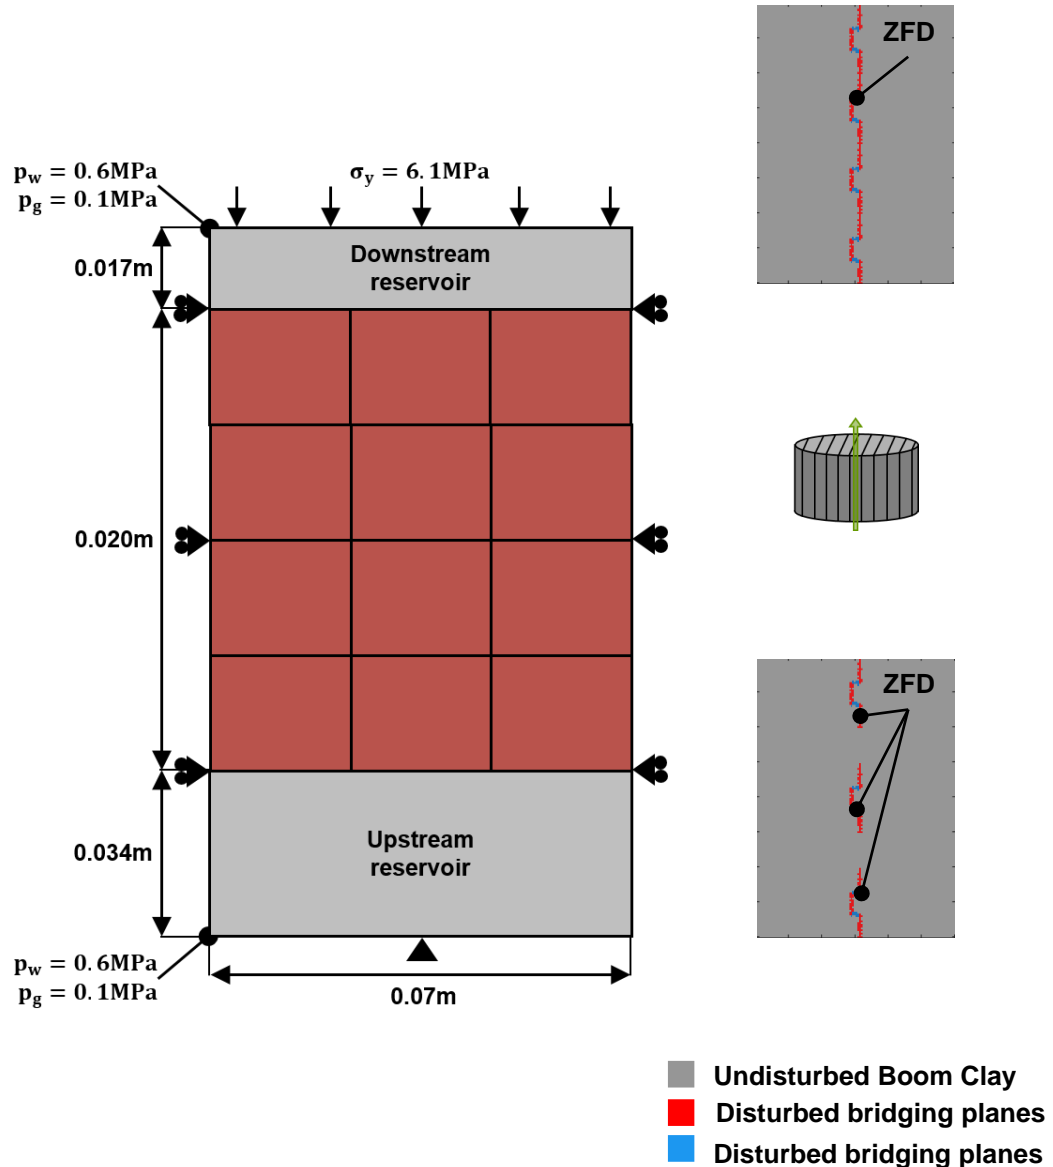 ZFD
p_w = 0.6MPa
p_g = 0.1MPa
σ_y = 6.1MPa
Downstream
reservoir
0.017m
0.020m
ZFD
Upstream
reservoir
0.034m
p_w = 0.6MPa
p_g = 0.1MPa
0.07m
Undisturbed Boom Clay
Disturbed bridging planes
Disturbed bridging planes